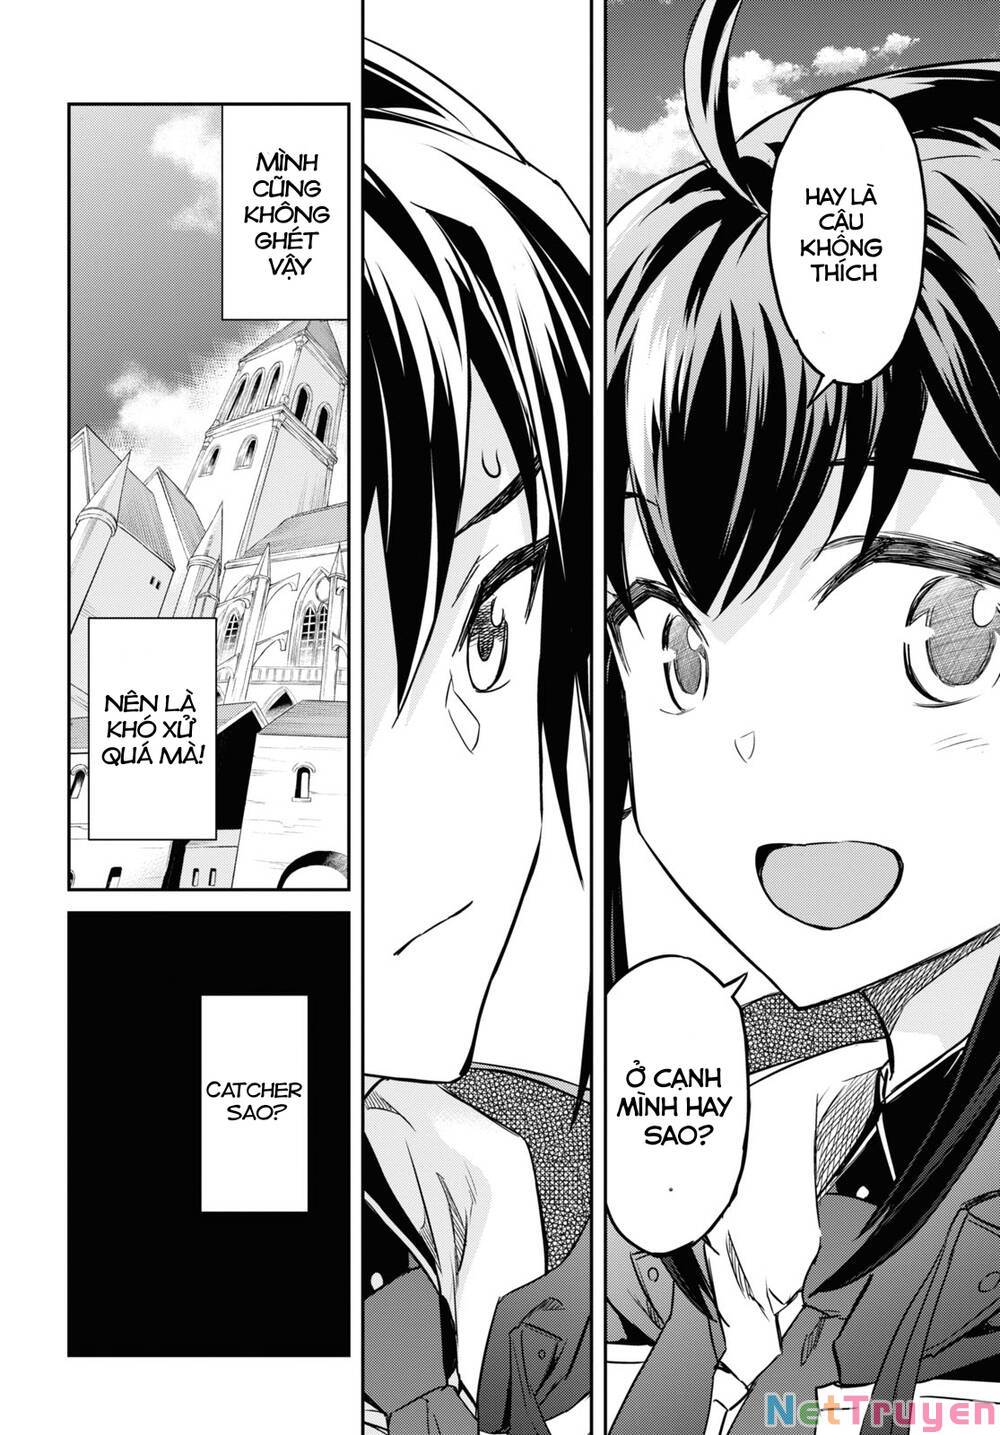 HAY LÀ
CẬU
KHÔNG
THÍCH
Ở CẠNH
MÌNH HAY
SAO?
MÌNH
CŨNG
KHÔNG
GHÉT
VẬY
NÊN LÀ
KHÓ XỬ
QUÁ MÀ!
CATCHER
SAO?
NetTruyen